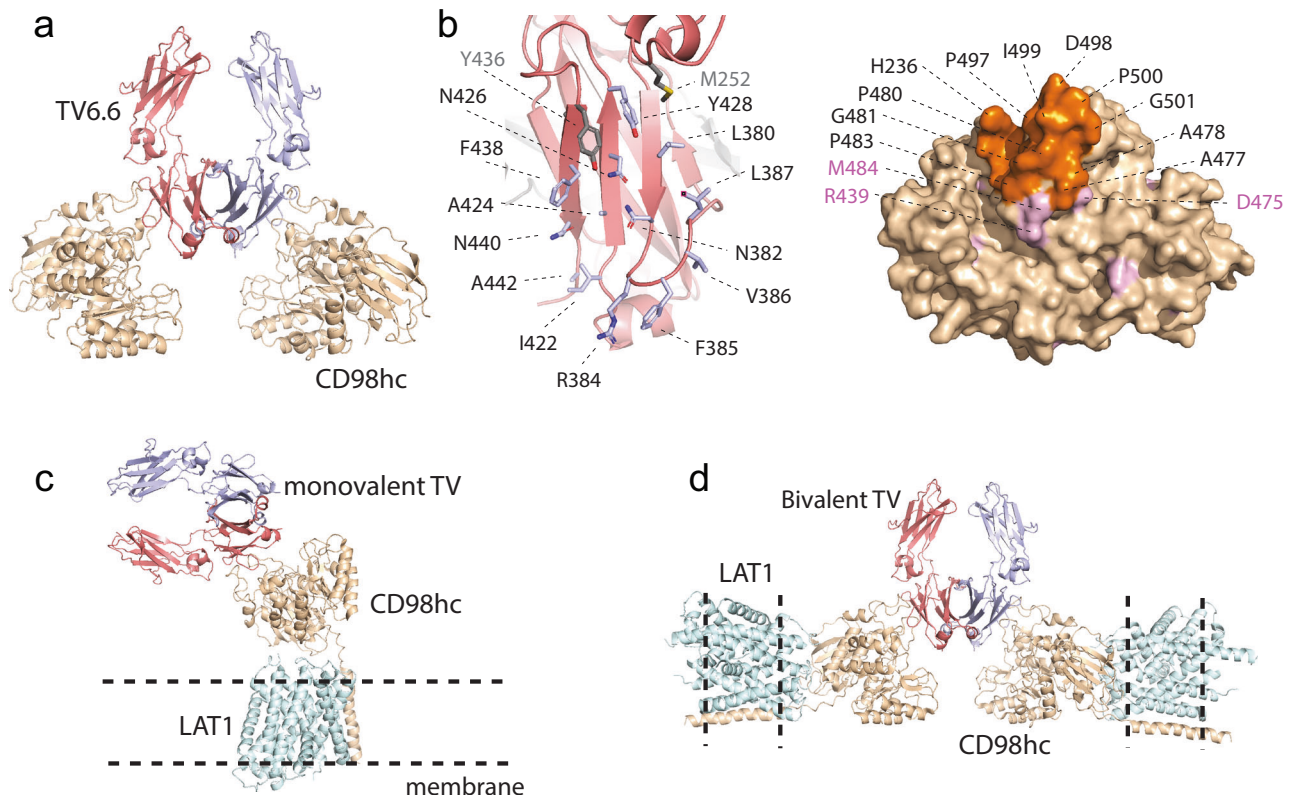 a
TV6.6
CD98hc
b
Y436
N426
F438
A424
N440
A442
I422
R384
M252
Y428
L380
L387
N382
V386
F385
H236
P480
G481
P483
M484
R439
P497
I499
D498
P500
G501
A478
A477
D475
c
monovalent TV
CD98hc
LAT1
membrane
d
Bivalent TV
LAT1
CD98hc